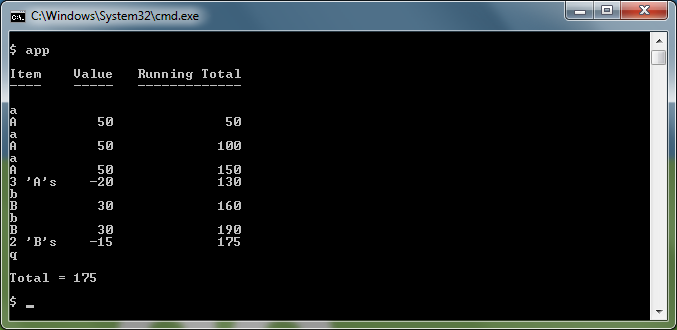 C:\Windows\System32\cmd.exe
$ app
Item Value Running Total
---- ----- -------------
a
A 50 50
a
A 50 100
a
A 50 150
3 'A's -20 130
b
B 30 160
b
B 30 190
2 'B's -15 175
q
Total = 175
$ _